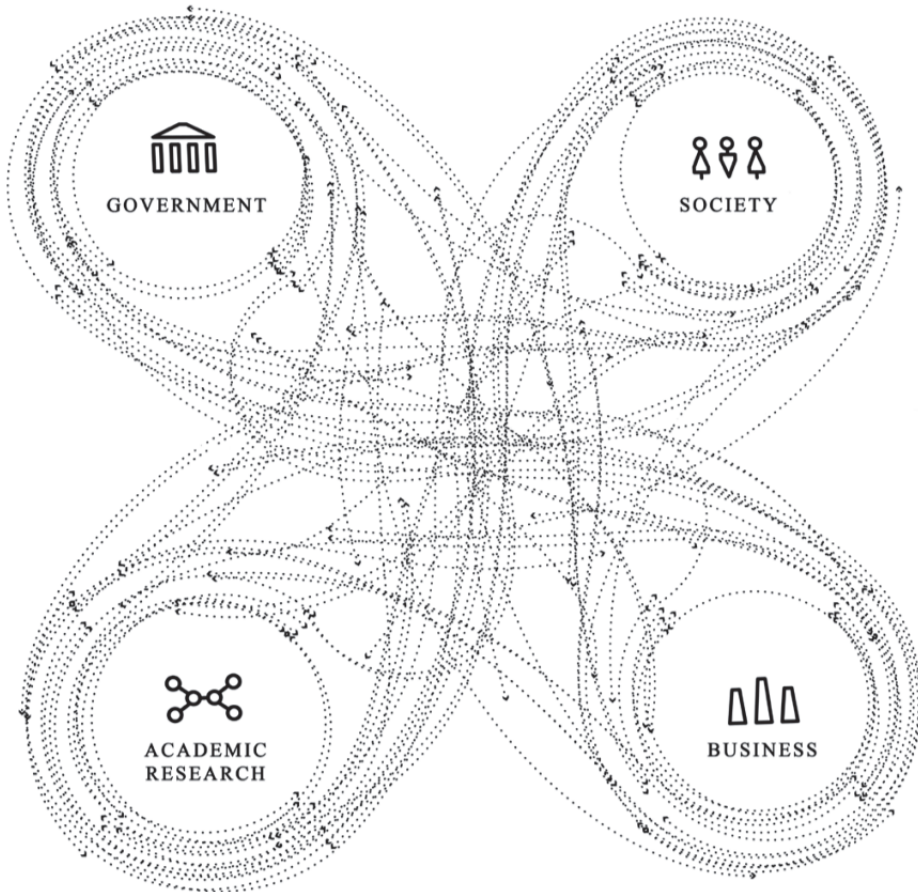 GOVERNMENT
SOCIETY
ACADEMIC
RESEARCH
BUSINESS